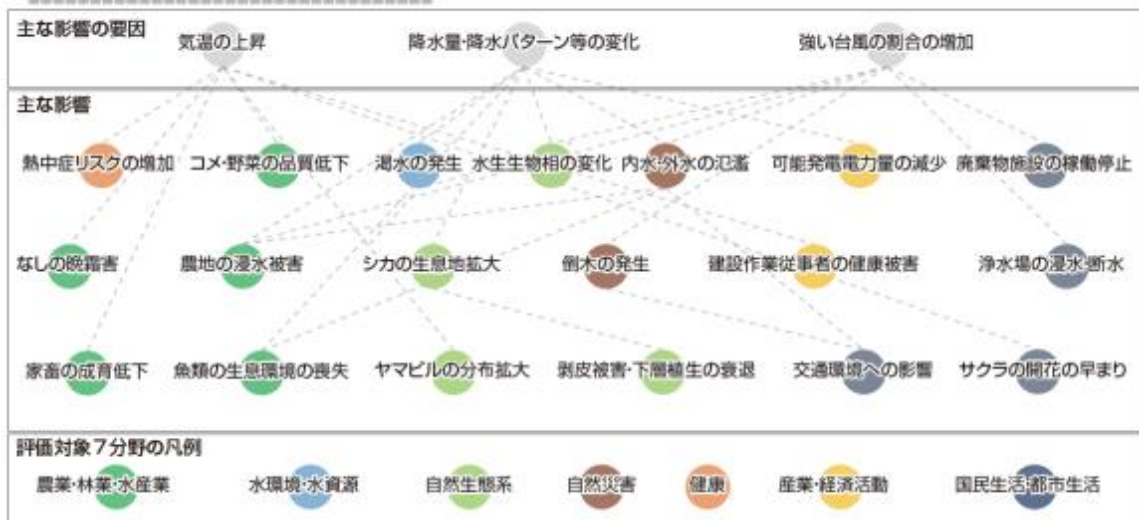 主な影響の要因
気温の上昇 降水量・降水パターン等の変化 強い台風の割合の増加
主な影響
熱中症リスクの増加 コメ・野菜の品質低下 渇水の発生 水生生物相の変化 内水・外水の氾濫 可能発電電力量の減少 廃棄物施設の稼働停止
なしの晩霜害 農地の浸水被害 シカの生息地拡大 倒木の発生 建設作業従事者の健康被害 浄水場の浸水・断水
家畜の成育低下 魚類の生息環境の喪失 ヤマビルの分布拡大 剥皮被害・下層植生の衰退 交通環境への影響 サクラの開花の早まり
評価対象7分野の凡例
農業・林業・水産業 水環境・水資源 自然生態系 自然災害 健康 産業・経済活動 国民生活・都市生活